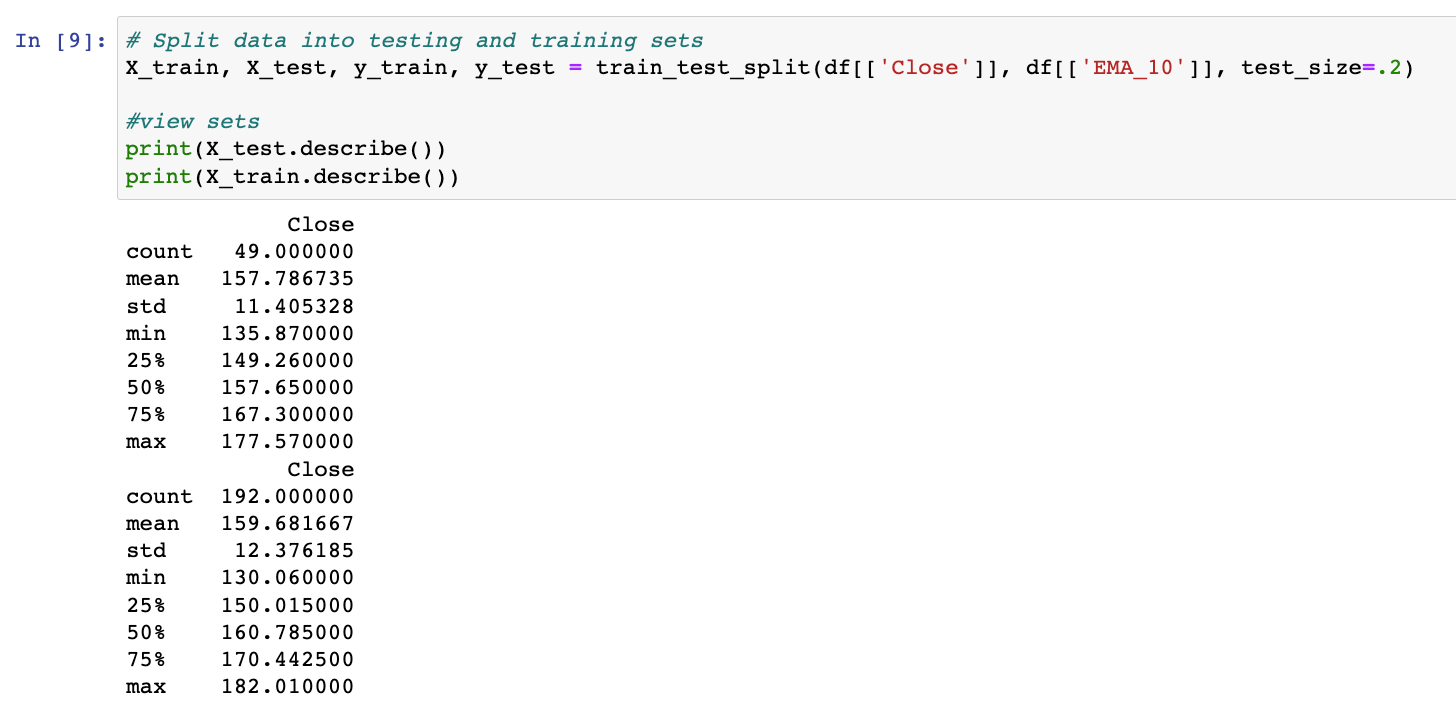 In [9]: # Split data into testing and training sets
X_train, X_test, y_train, y_test = train_test_split(df[['Close']], df[['EMA_10']], test_size=.2)
#view sets
print(X_test.describe())
print(X_train.describe())
Close
count 49.000000
mean 157.786735
std 11.405328
min 135.870000
25% 149.260000
50% 157.650000
75% 167.300000
max 177.570000
Close
count 192.000000
mean 159.681667
std 12.376185
min 130.060000
25% 150.015000
50% 160.785000
75% 170.442500
max 182.010000